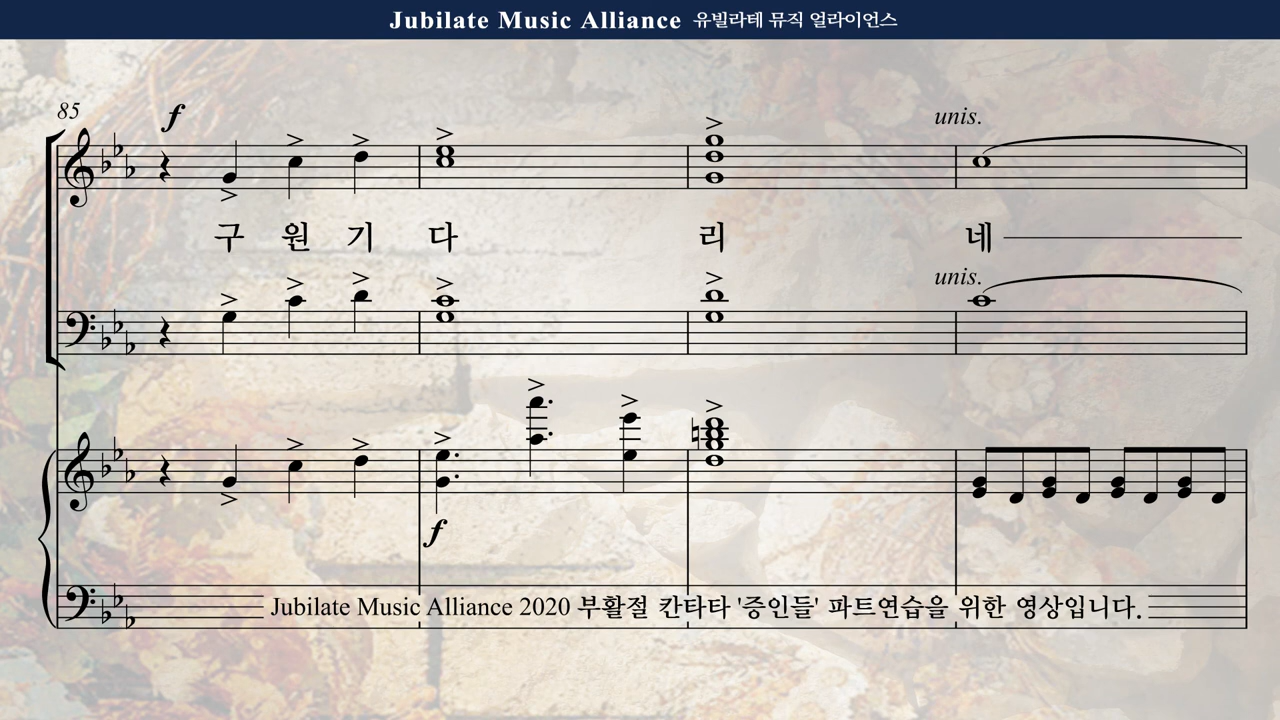 Jubilate Music Alliance 유빌라테 뮤직 얼라이언스
85
f
unis.
구 원 기 다 리 네
unis.
f
Jubilate Music Alliance 2020 부활절 칸타타 '증인들' 파트연습을 위한 영상입니다.